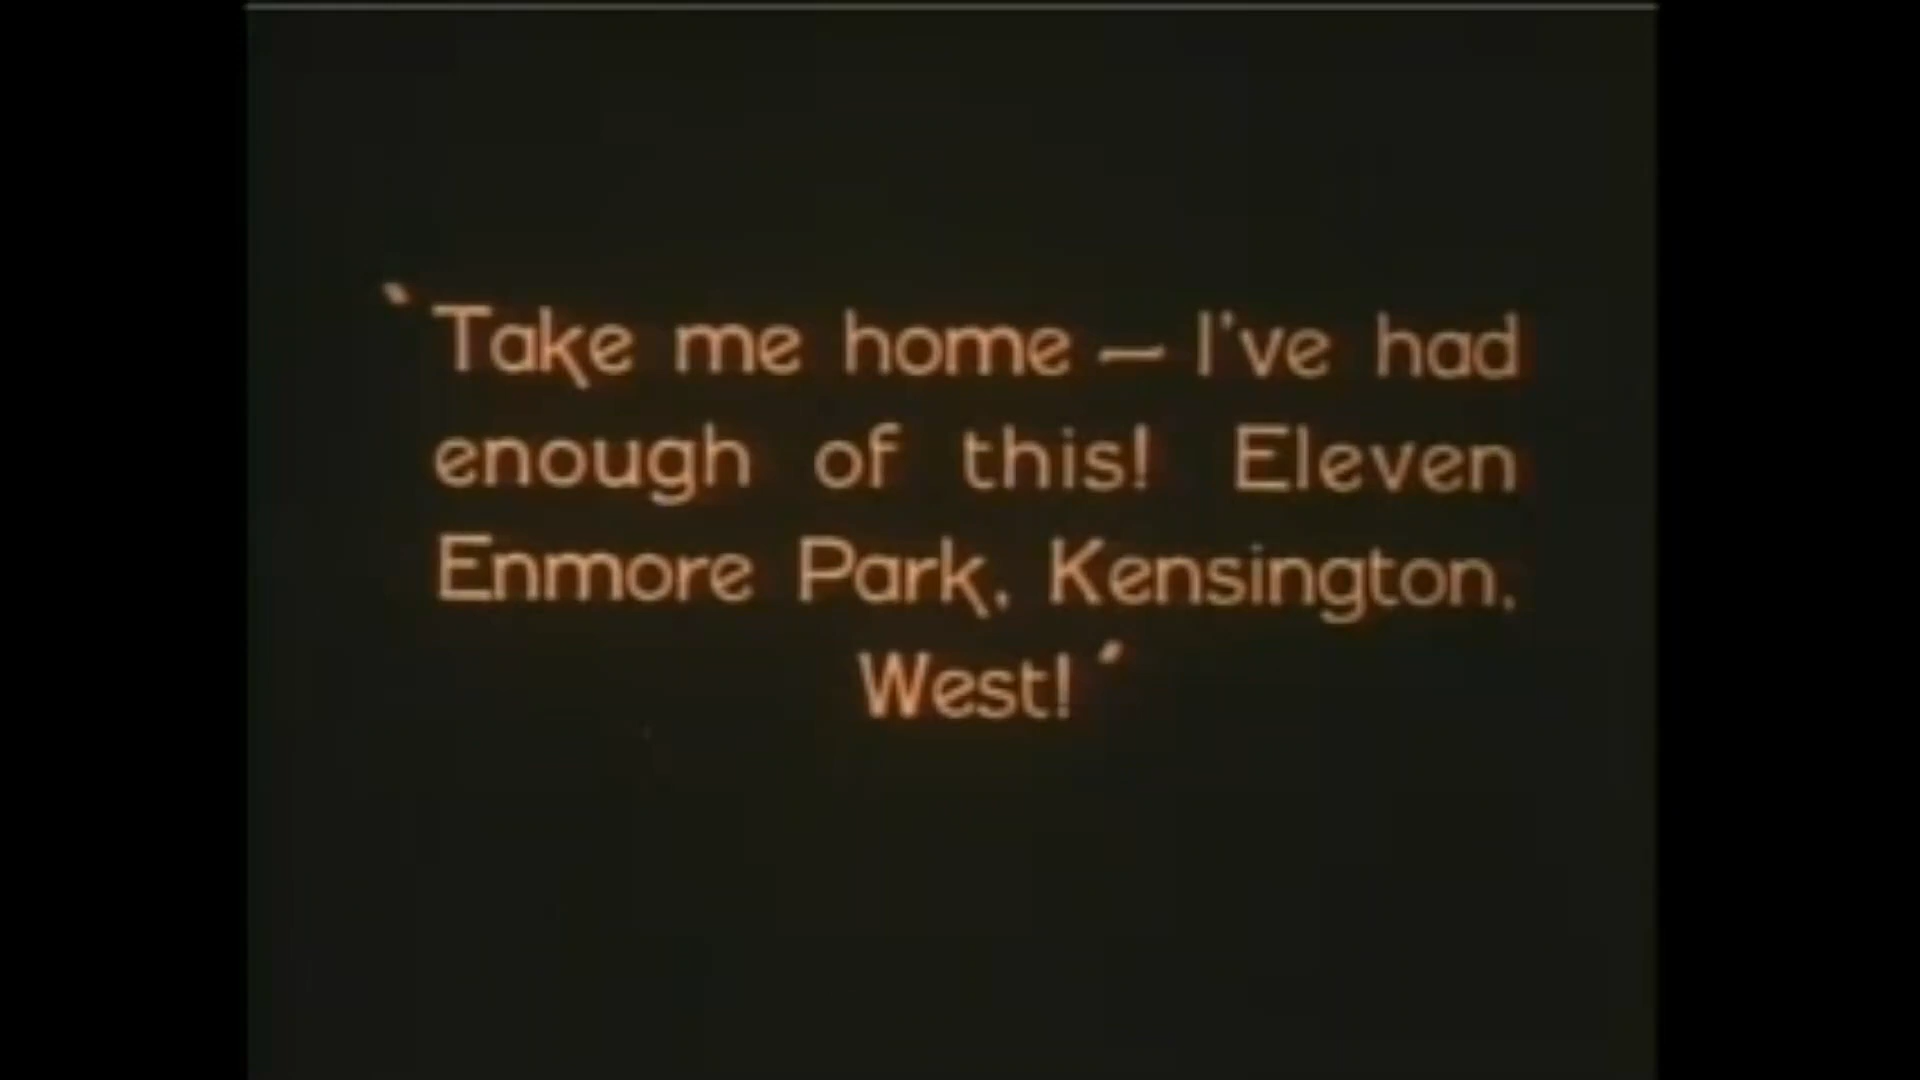 ‘Take me home — I've had
enough of this! Eleven
Enmore Park, Kensington,
West!’